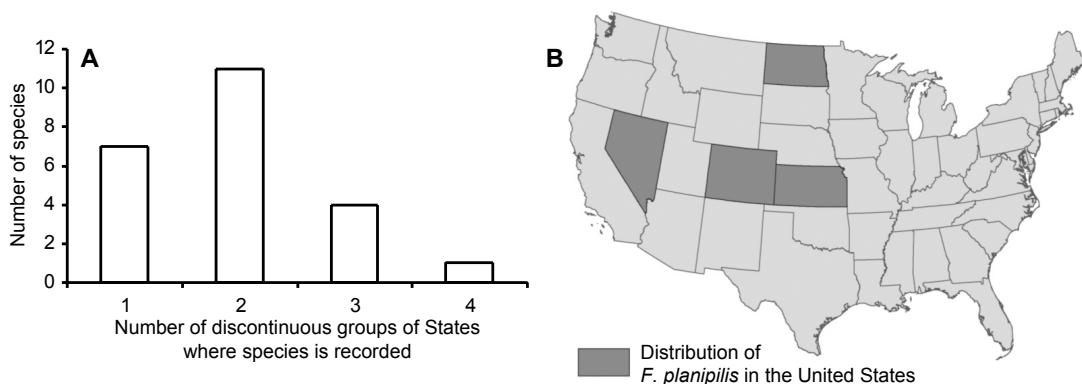 A
Number of species
12
10
8
6
4
2
0
1 2 3 4
Number of discontinuous groups of States
where species is recorded
B
Distribution of
F. planipilis in the United States